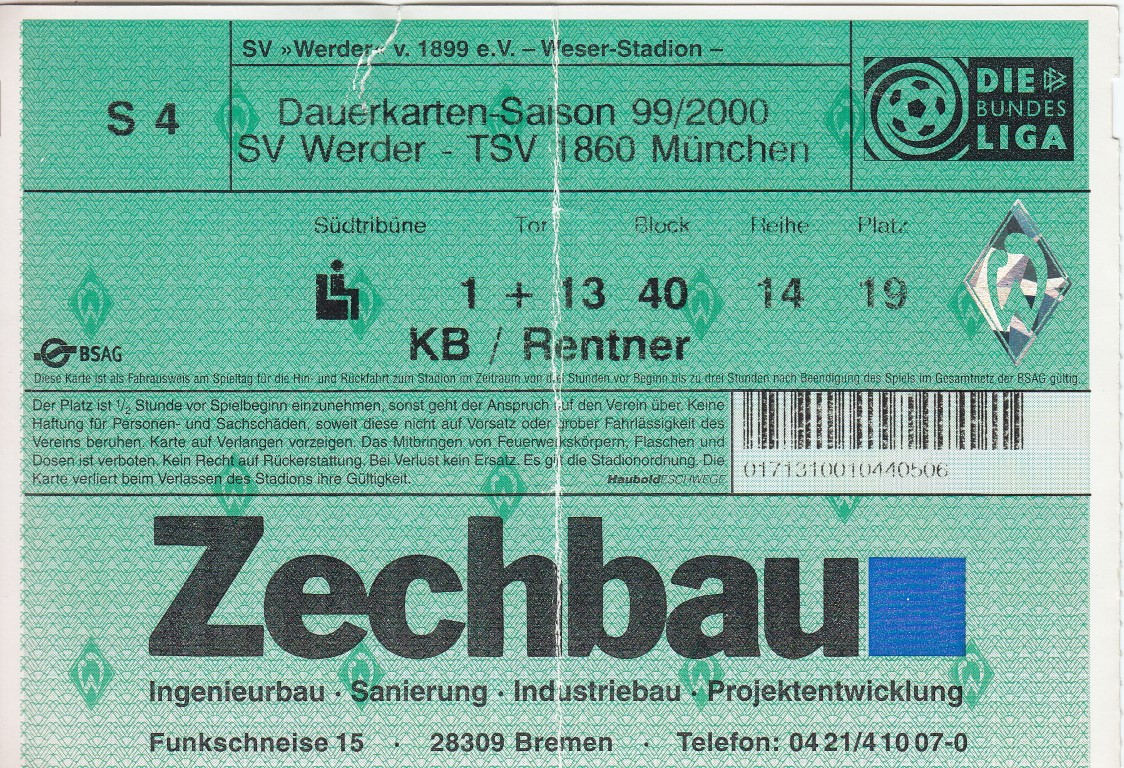 SV »Werder« v. 1899 e.V. – Weser-Stadion –
S 4
Dauerkarten-Saison 99/2000
SV Werder - TSV 1860 München
DIE
BUNDES
LIGA
Südtribüne Tor Block Reihe Platz
1 + 13 40 14 19
KB / Rentner
BSAG
Diese Karte ist als Fahrausweis am Spieltag für die Hin- und Rückfahrt zum Stadion im Zeitraum von drei Stunden vor Beginn bis zu drei Stunden nach Beendigung des Spiels im Gesamtnetz der BSAG gültig.
Der Platz ist 1/2 Stunde vor Spielbeginn einzunehmen, sonst geht der Anspruch auf den Verein über. Keine
Haftung für Personen- und Sachschäden, soweit diese nicht auf Vorsatz oder grober Fahrlässigkeit des
Vereins beruhen. Karte auf Verlangen vorzeigen. Das Mitbringen von Feuerwerkskörpern, Flaschen und
Dosen ist verboten. Kein Recht auf Rückerstattung. Bei Verlust kein Ersatz. Es gilt die Stadionordnung. Die
Karte verliert beim Verlassen des Stadions ihre Gültigkeit.
HauboldESCHWEGE
0171310010440506
Zechbau
Ingenieurbau · Sanierung · Industriebau · Projektentwicklung
Funkschneise 15 · 28309 Bremen · Telefon: 04 21/4 10 07-0